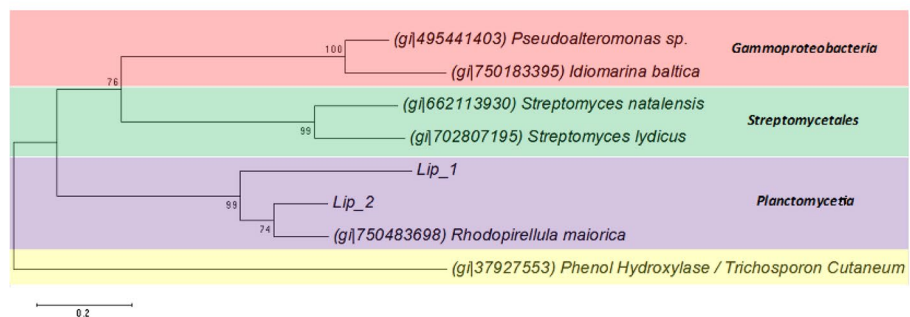 (gi|495441403) Pseudoalteromonas sp.
100
Gammoproteobacteria
(gi|750183395) Idiomarina baltica
76
(gi|662113930) Streptomyces natalensis
Streptomycetales
99
(gi|702807195) Streptomyces lydicus
Lip_1
99
Lip_2
Planctomycetia
74
(gi|750483698) Rhodopirellula maiorica
(gi|37927553) Phenol Hydroxylase / Trichosporon Cutaneum
0.2